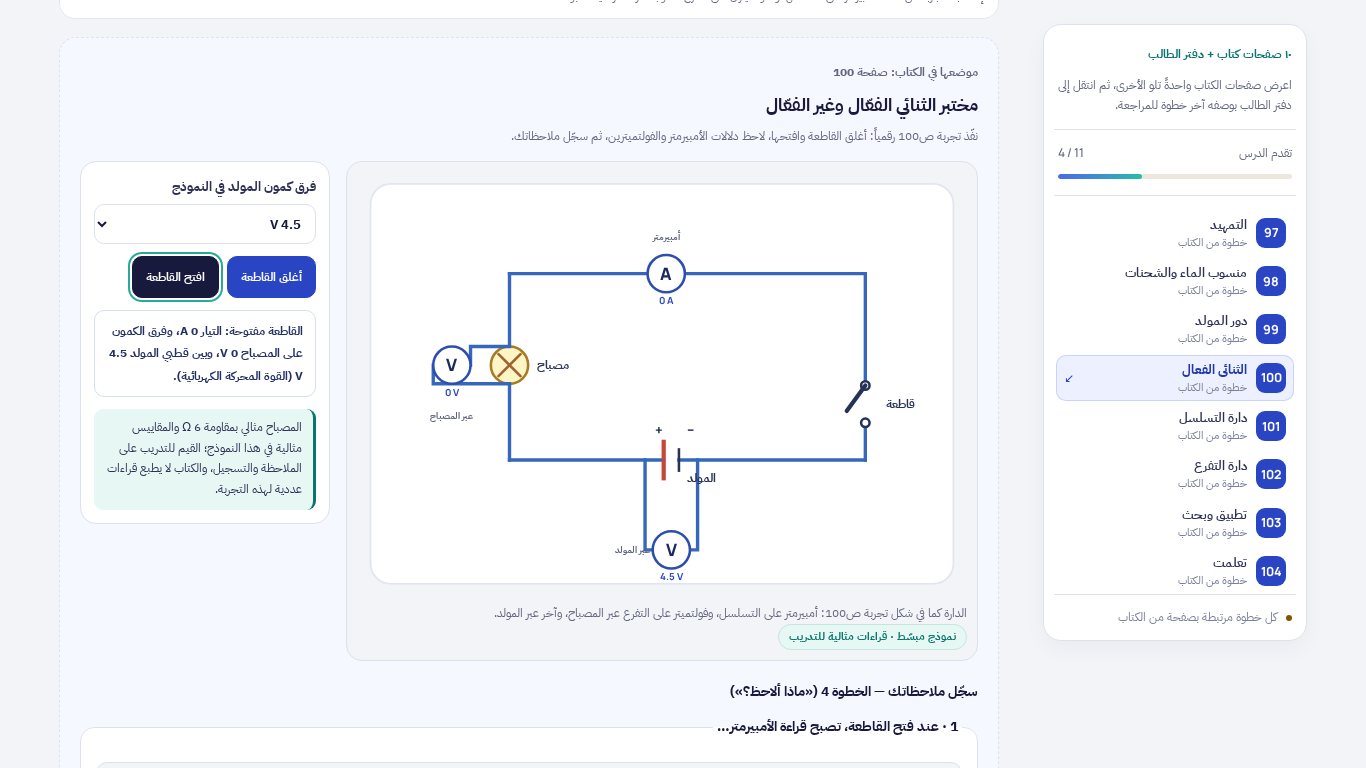 ١٠ صفحات كتاب + دفتر الطالب
اعرض صفحات الكتاب واحدةً تلو الأخرى، ثم انتقل إلى
دفتر الطالب بوصفه آخر خطوة للمراجعة.
تقدم الدرس
4 / 11
97
التمهيد
خطوة من الكتاب
98
منسوب الماء والشحنات
خطوة من الكتاب
99
دور المولد
خطوة من الكتاب
100
الثنائي الفعال
خطوة من الكتاب
↙
101
دارة التسلسل
خطوة من الكتاب
102
دارة التفرع
خطوة من الكتاب
103
تطبيق وبحث
خطوة من الكتاب
104
تعلمت
خطوة من الكتاب
كل خطوة مرتبطة بصفحة من الكتاب
موضعها في الكتاب: صفحة 100
مختبر الثنائي الفعّال وغير الفعّال
نفّذ تجربة ص100 رقمياً: أغلق القاطعة وافتحها، لاحظ دلالات الأمبيرمتر والفولتميترين، ثم سجّل ملاحظاتك.
أمبيرمتر
A
0 A
V
0 V
عبر المصباح
مصباح
قاطعة
+ −
المولد
V
عبر المولد
4.5 V
الدارة كما في شكل تجربة ص100: أمبيرمتر على التسلسل، وفولتميتر على التفرع عبر المصباح، وآخر عبر المولد.
نموذج مبسّط · قراءات مثالية للتدريب
فرق كمون المولد في النموذج
4.5 V
أغلق القاطعة
افتح القاطعة
القاطعة مفتوحة: التيار 0 A، وفرق الكمون
على المصباح 0 V، وبين قطبي المولد 4.5
V (القوة المحركة الكهربائية).
المصباح مثالي بمقاومة 6 Ω والمقاييس
مثالية في هذا النموذج؛ القيم للتدريب على
الملاحظة والتسجيل، والكتاب لا يطبع قراءات
عددية لهذه التجربة.
سجّل ملاحظاتك — الخطوة 4 («ماذا ألاحظ؟»)
1 · عند فتح القاطعة، تصبح قراءة الأمبيرمتر...